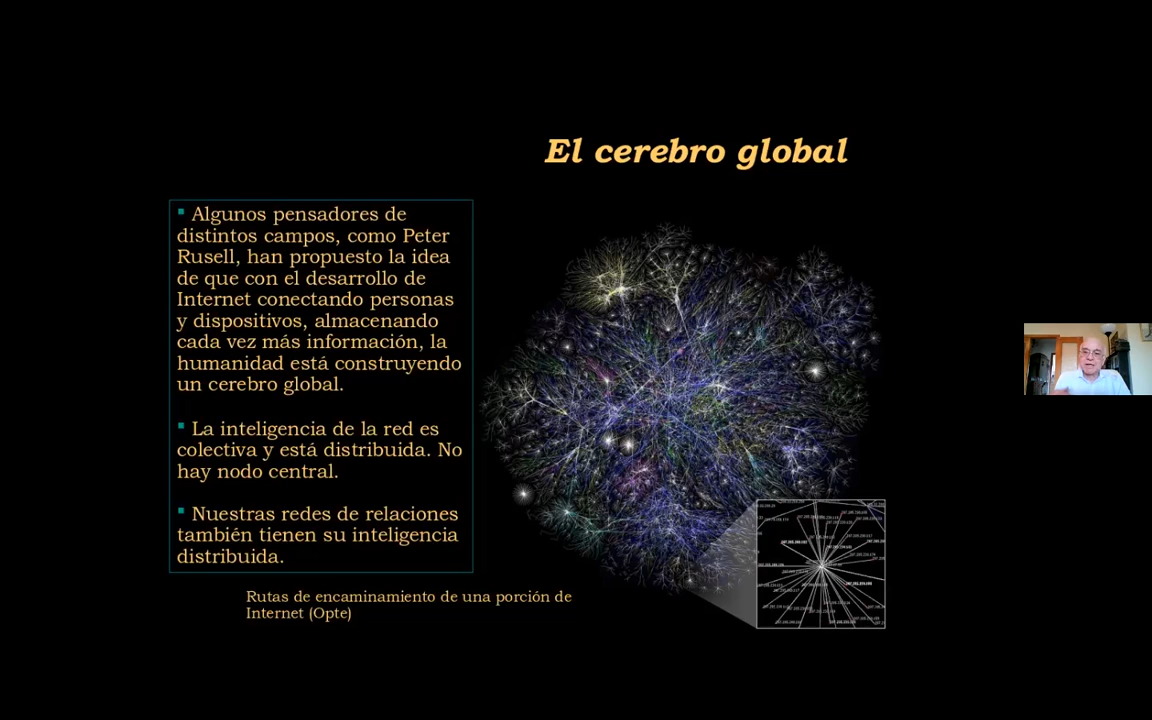 El cerebro global
▪ Algunos pensadores de
distintos campos, como Peter
Rusell, han propuesto la idea
de que con el desarrollo de
Internet conectando personas
y dispositivos, almacenando
cada vez más información, la
humanidad está construyendo
un cerebro global.
▪ La inteligencia de la red es
colectiva y está distribuida. No
hay nodo central.
▪ Nuestras redes de relaciones
también tienen su inteligencia
distribuida.
Rutas de encaminamiento de una porción de
Internet (Opte)